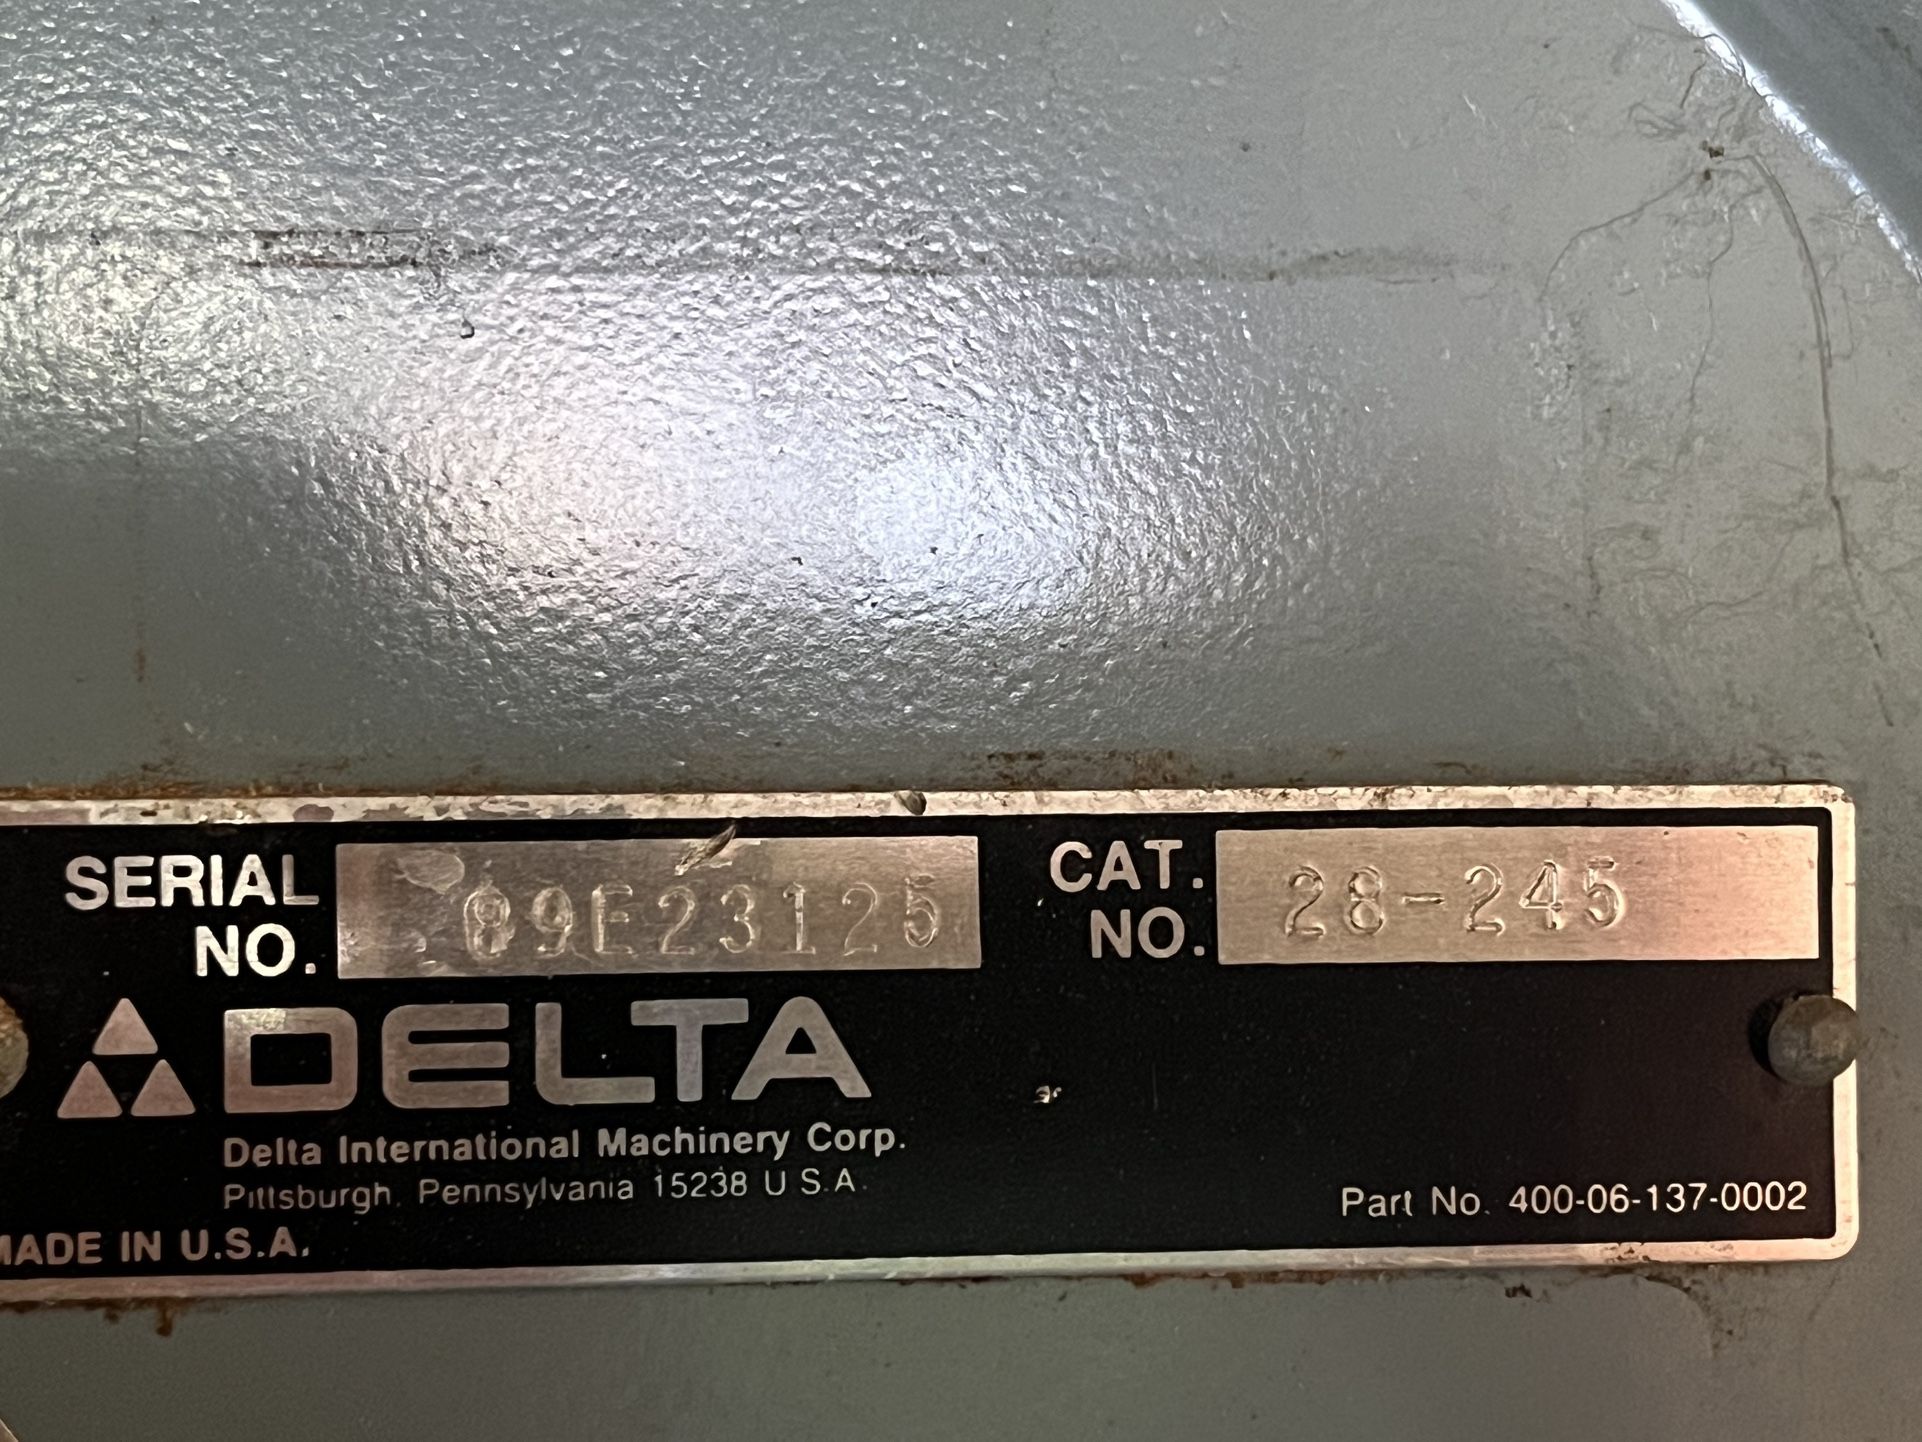 SERIAL NO. 89E23125
CAT. NO. 28-245
DELTA
Delta International Machinery Corp.
Pittsburgh, Pennsylvania 15238 U.S.A.
Part No. 400-06-137-0002
MADE IN U.S.A.